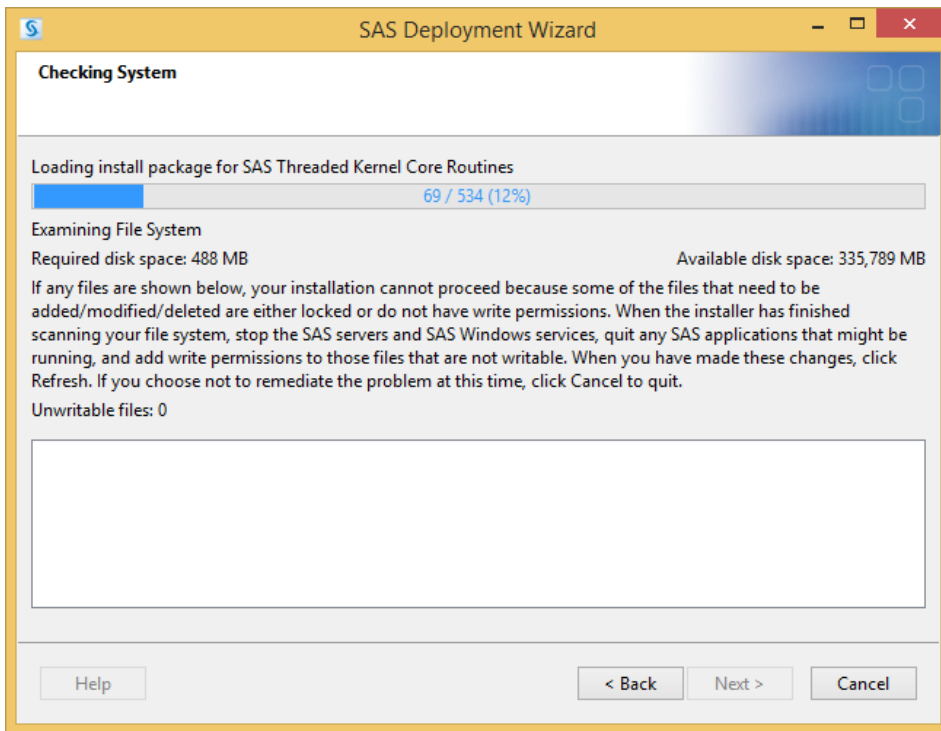 SAS Deployment Wizard
Checking System
Loading install package for SAS Threaded Kernel Core Routines
69 / 534 (12%)
Examining File System
Required disk space: 488 MB
Available disk space: 335,789 MB
If any files are shown below, your installation cannot proceed because some of the files that need to be
added/modified/deleted are either locked or do not have write permissions. When the installer has finished
scanning your file system, stop the SAS servers and SAS Windows services, quit any SAS applications that might be
running, and add write permissions to those files that are not writable. When you have made these changes, click
Refresh. If you choose not to remediate the problem at this time, click Cancel to quit.
Unwritable files: 0
Help
< Back
Next >
Cancel